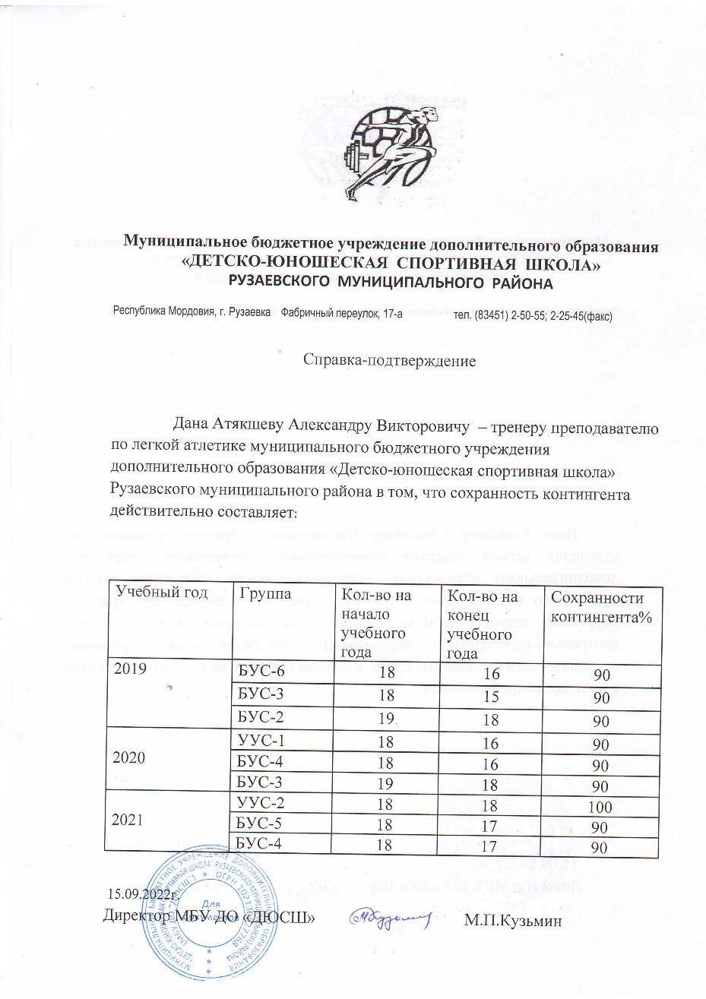 Муниципальное бюджетное учреждение дополнительного образования
«ДЕТСКО-ЮНОШЕСКАЯ СПОРТИВНАЯ ШКОЛА»
РУЗАЕВСКОГО МУНИЦИПАЛЬНОГО РАЙОНА
Республика Мордовия, г. Рузаевка Фабричный переулок, 17-а тел. (83451) 2-50-55; 2-25-45(факс)
Справка-подтверждение
Дана Атякшеву Александру Викторовичу – тренеру преподавателю
по легкой атлетике муниципального бюджетного учреждения
дополнительного образования «Детско-юношеская спортивная школа»
Рузаевского муниципального района в том, что сохранность контингента
действительно составляет:
Учебный год Группа Кол-во на начало учебного года Кол-во на конец учебного года Сохранности контингента%
2019 БУС-6 18 16 90
БУС-3 18 15 90
БУС-2 19 18 90
2020 УУС-1 18 16 90
БУС-4 18 16 90
БУС-3 19 18 90
2021 УУС-2 18 18 100
БУС-5 18 17 90
БУС-4 18 17 90
15.09.2022г.
Директор МБУ ДО «ДЮСШ» М.П.Кузьмин
Для
документов